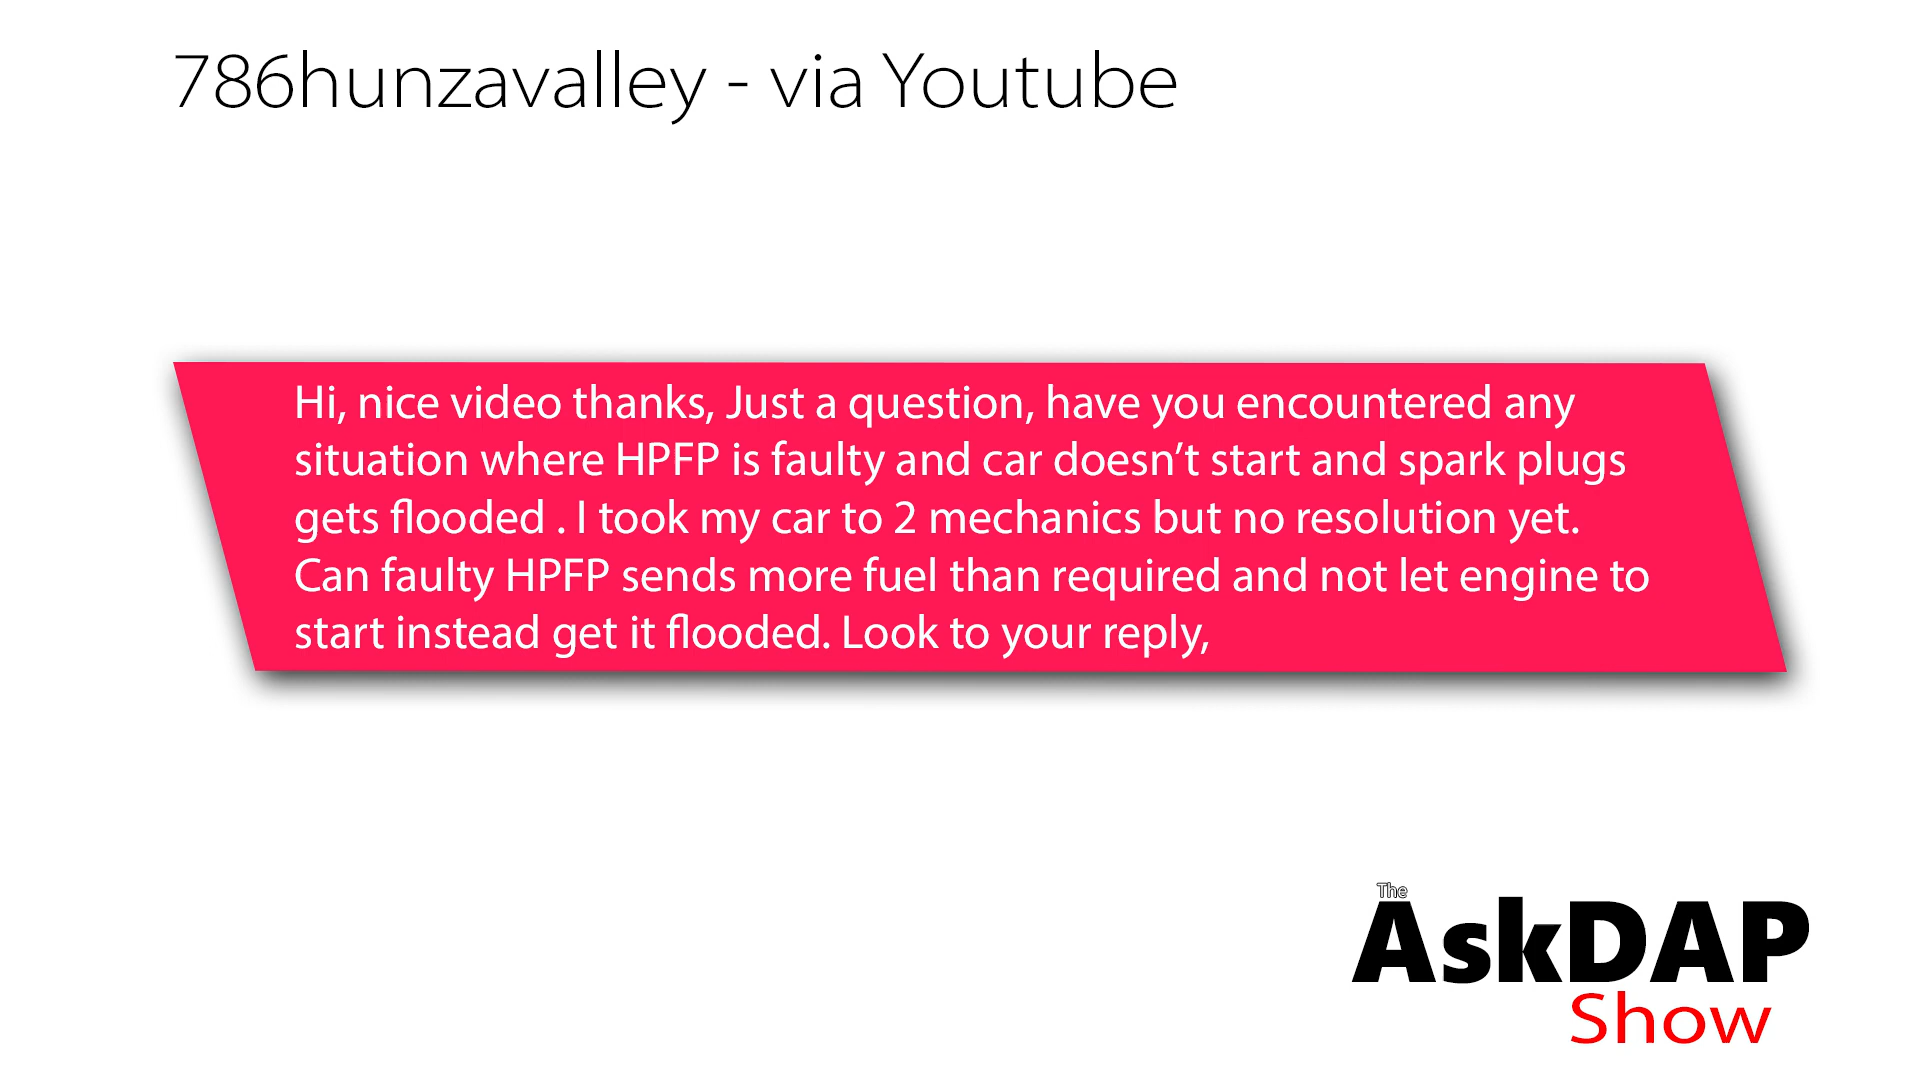 786hunzavalley - via Youtube
Hi, nice video thanks, Just a question, have you encountered any
situation where HPFP is faulty and car doesn’t start and spark plugs
gets flooded . I took my car to 2 mechanics but no resolution yet.
Can faulty HPFP sends more fuel than required and not let engine to
start instead get it flooded. Look to your reply,
The
AskDAP
Show